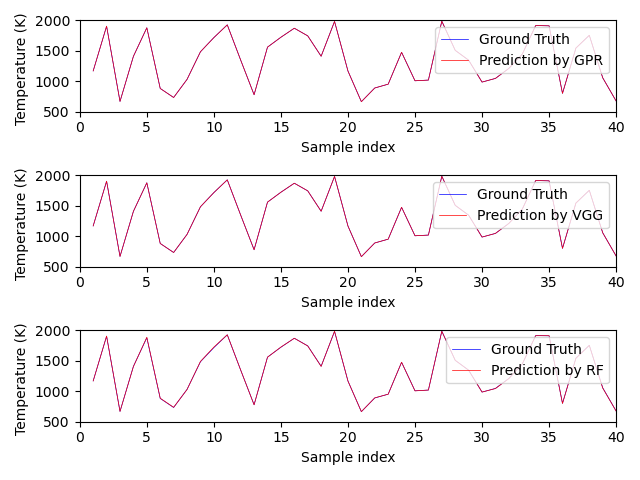 Temperature (K)
2000
1500
1000
500
Ground Truth
Prediction by GPR
0 5 10 15 20 25 30 35 40
Sample index
Temperature (K)
2000
1500
1000
500
Ground Truth
Prediction by VGG
0 5 10 15 20 25 30 35 40
Sample index
Temperature (K)
2000
1500
1000
500
Ground Truth
Prediction by RF
0 5 10 15 20 25 30 35 40
Sample index